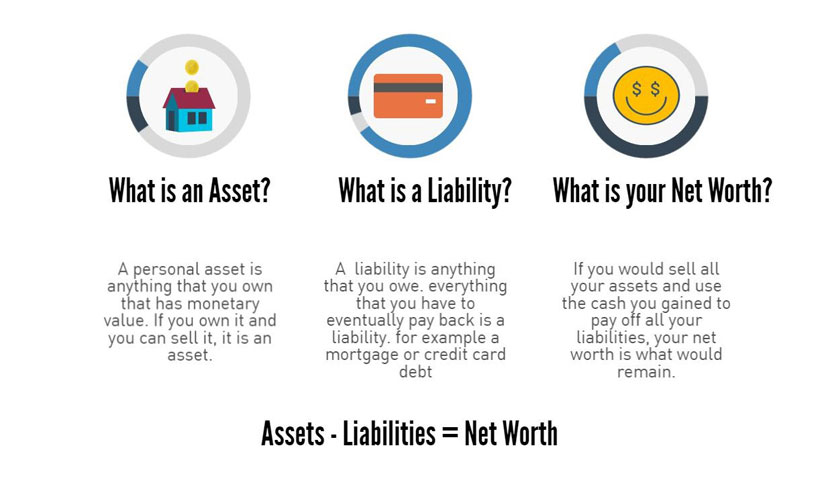 What is an Asset?
What is a Liability?
What is your Net Worth?
A personal asset is
anything that you own
that has monetary
value. If you own it and
you can sell it, it is an
asset.
A liability is anything
that you owe. everything
that you have to
eventually pay back is a
liability. for example a
mortgage or credit card
debt
If you would sell all
your assets and use
the cash you gained to
pay off all your
liabilities, your net
worth is what would
remain.
Assets - Liabilities = Net Worth